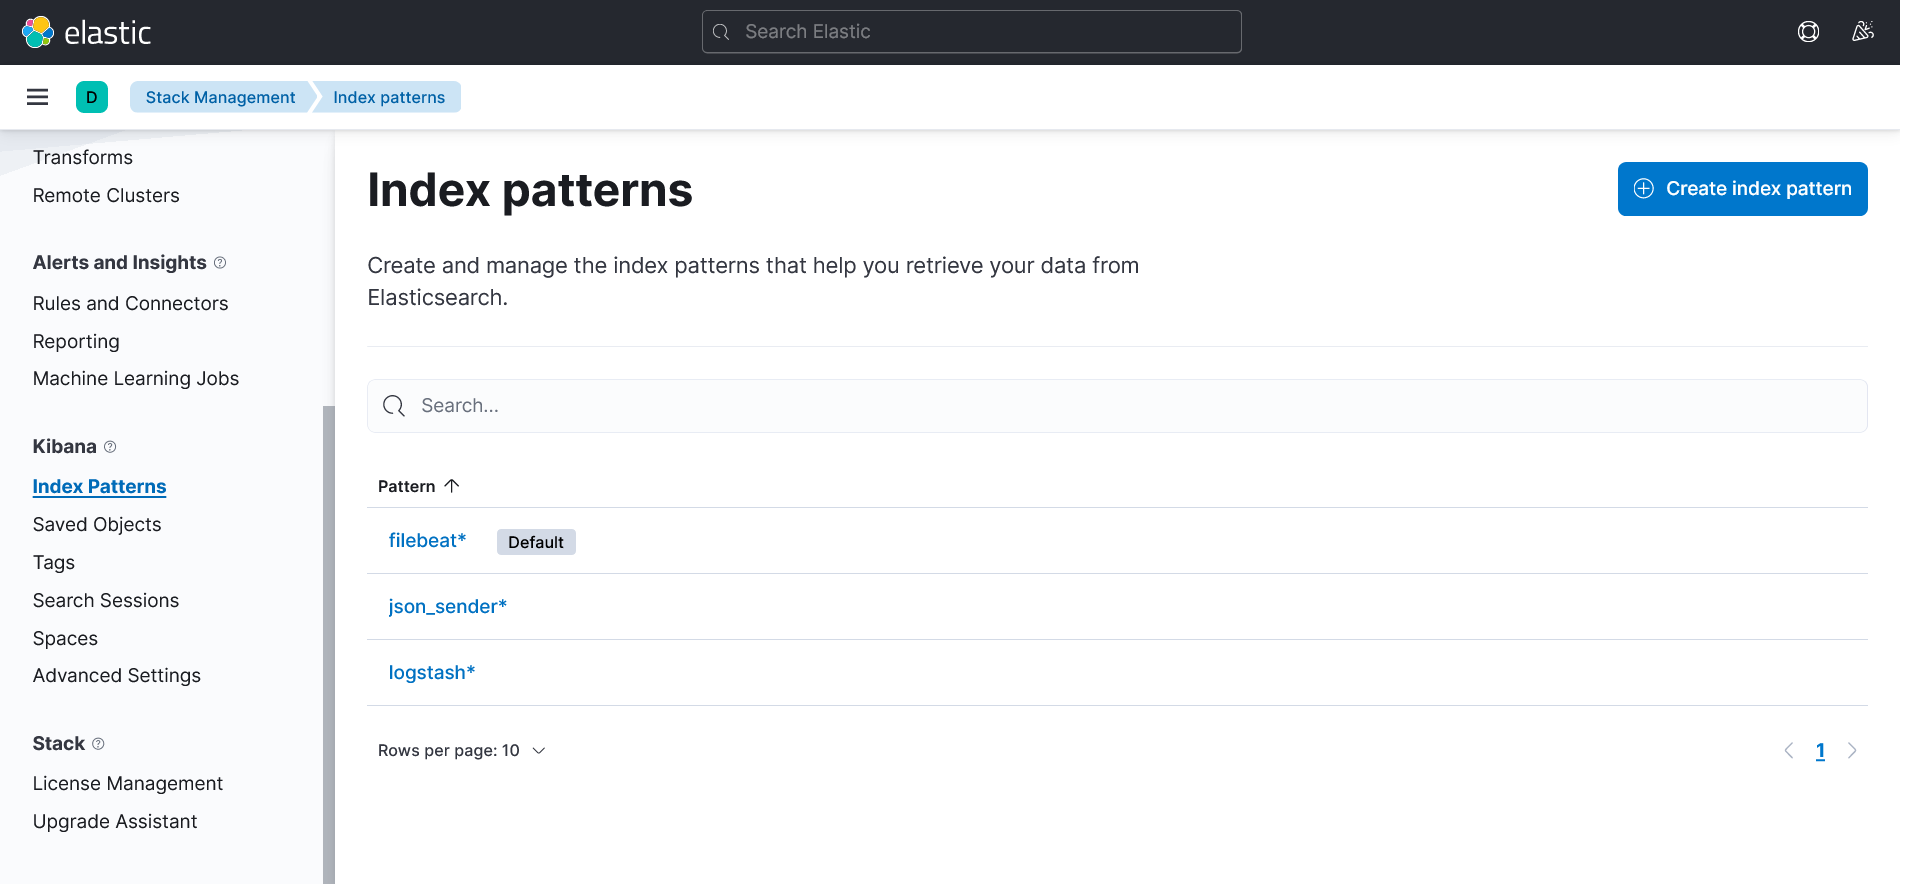 elastic
Search Elastic
D
Stack Management
Index patterns
Transforms
Remote Clusters
Alerts and Insights
Rules and Connectors
Reporting
Machine Learning Jobs
Kibana
Index Patterns
Saved Objects
Tags
Search Sessions
Spaces
Advanced Settings
Stack
License Management
Upgrade Assistant
Index patterns
Create index pattern
Create and manage the index patterns that help you retrieve your data from
Elasticsearch.
Search...
Pattern
filebeat* Default
json_sender*
logstash*
Rows per page: 10
1